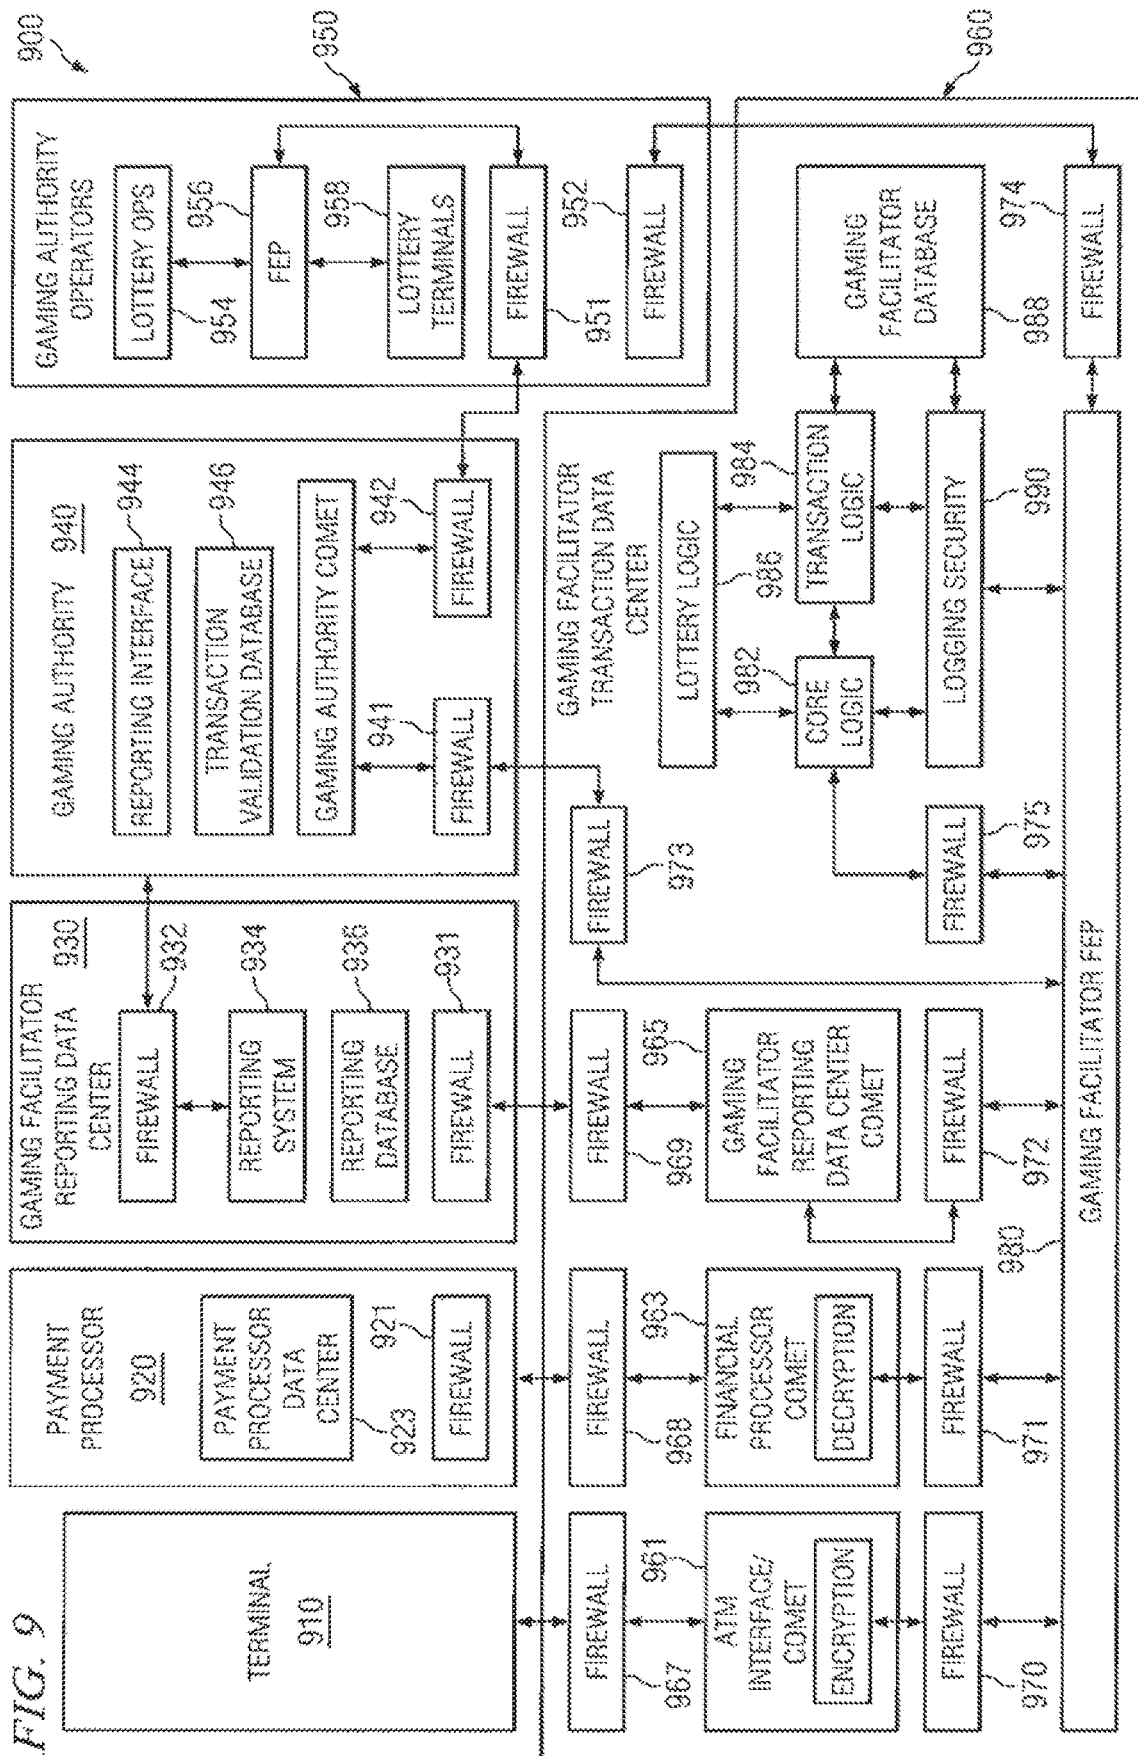 FIG. 9
900
TERMINAL
910
PAYMENT
PROCESSOR
920
PAYMENT
PROCESSOR
DATA
CENTER
923
921
FIREWALL
GAMING FACILITATOR
REPORTING DATA
CENTER
930
932
FIREWALL
934
REPORTING
SYSTEM
936
REPORTING
DATABASE
931
FIREWALL
GAMING AUTHORITY
940
944
REPORTING INTERFACE
946
TRANSACTION
VALIDATION DATABASE
GAMING AUTHORITY COMET
941
FIREWALL
942
FIREWALL
GAMING AUTHORITY
OPERATORS
950
LOTTERY OPS
954
956
FEP
958
LOTTERY
TERMINALS
FIREWALL
951
952
FIREWALL
960
FIREWALL
967
961
ATM
INTERFACE/
COMET
ENCRYPTION
FIREWALL
970
FIREWALL
968
963
FINANCIAL
PROCESSOR
COMET
DECRYPTION
FIREWALL
971
FIREWALL
969
965
GAMING
FACILITATOR
REPORTING
DATA CENTER
COMET
FIREWALL
972
FIREWALL
973
GAMING FACILITATOR
TRANSACTION DATA
CENTER
LOTTERY LOGIC
986
982
CORE
LOGIC
984
TRANSACTION
LOGIC
GAMING
FACILITATOR
DATABASE
988
FIREWALL
975
LOGGING SECURITY
990
974
FIREWALL
980
GAMING FACILITATOR FEP